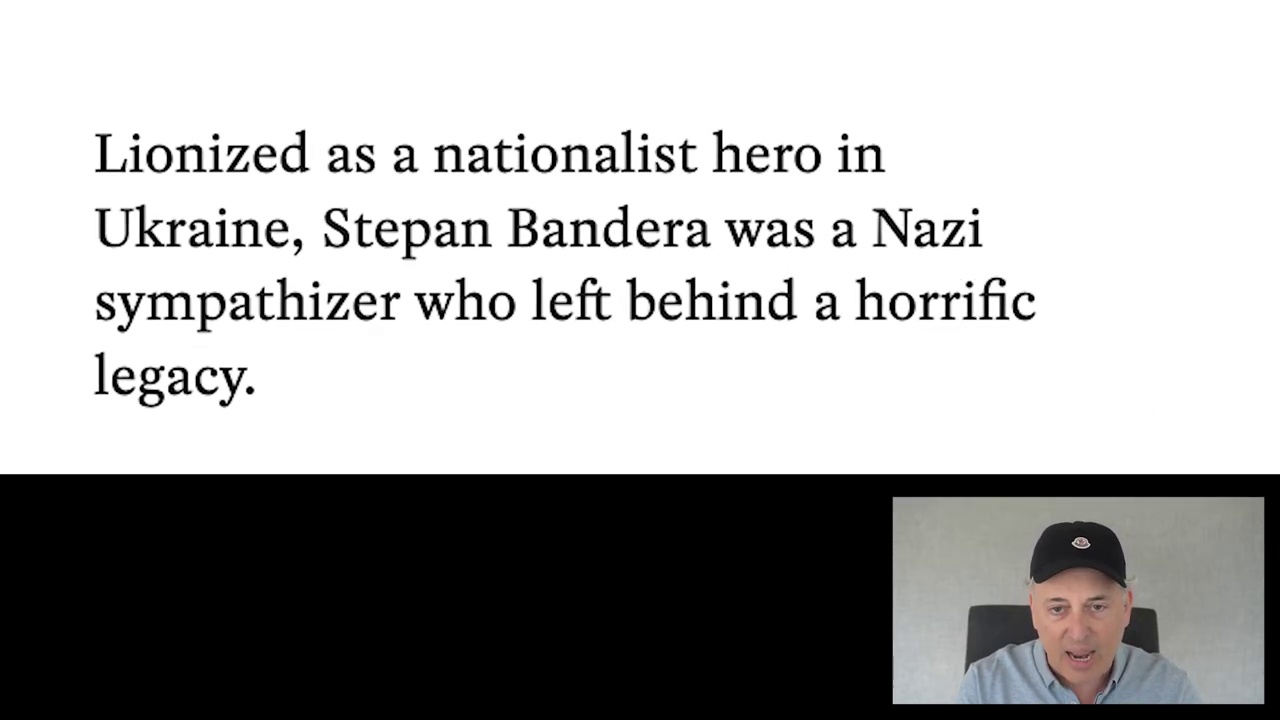 Lionized as a nationalist hero in
Ukraine, Stepan Bandera was a Nazi
sympathizer who left behind a horrific
legacy.